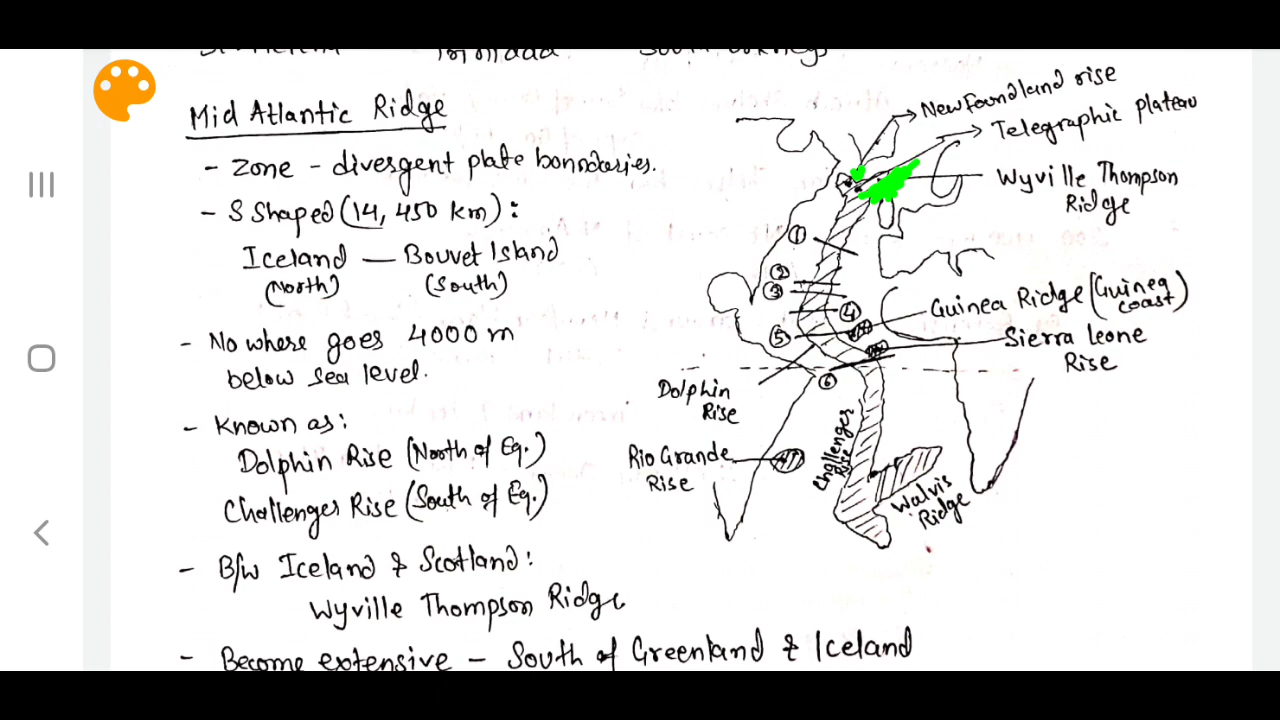 Mid Atlantic Ridge
- Zone - divergent plate bonndaries.
- S Shaped (14, 450 km) :
Iceland — Bouvet Island
(North) (South)
- No where goes 4000 m
below sea level.
- Known as:
Dolphin Rise (North of Eq.)
Challenger Rise (South of Eq.)
- B/w Iceland & Scotland:
Wyville Thompson Ridge
- Become extensive - South of Greenland & Iceland
New Foundland rise
Telegraphic plateau
Wyville Thompson
Ridge
①
②
③
④
Guinea Ridge (Guinea
coast)
⑤
Sierra leone
Rise
⑥
Dolphin
Rise
Rio Grande
Rise
Challenger
Rise
Walvis
Ridge